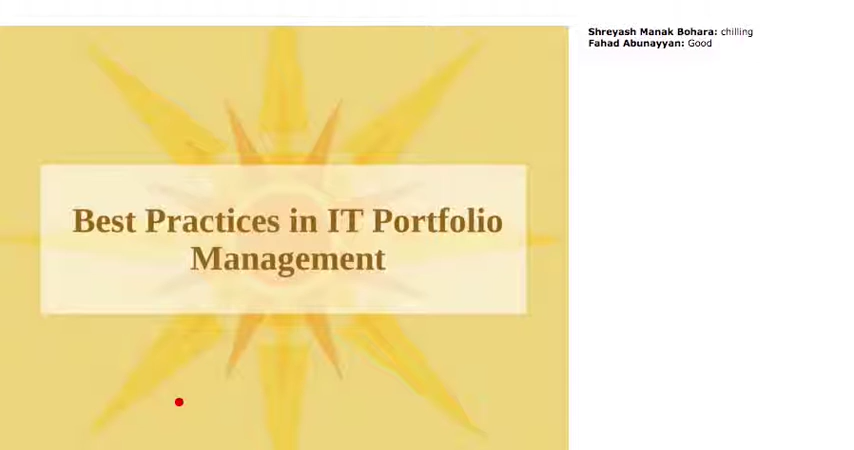 Best Practices in IT Portfolio
Management
Shreyash Manak Bohara: chilling
Fahad Abunayyan: Good